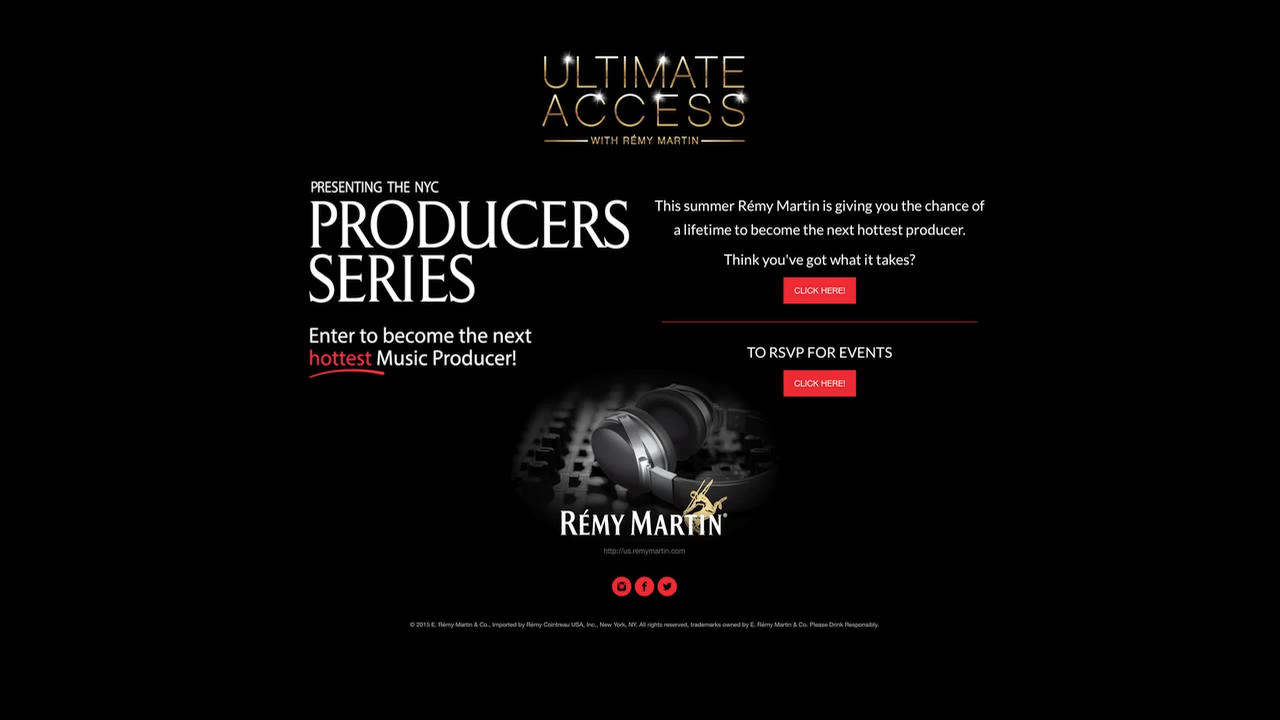 ULTIMATE
ACCESS
WITH RÉMY MARTIN
PRESENTING THE NYC
PRODUCERS
SERIES
Enter to become the next
hottest Music Producer!
This summer Rémy Martin is giving you the chance of
a lifetime to become the next hottest producer.
Think you've got what it takes?
CLICK HERE!
TO RSVP FOR EVENTS
CLICK HERE!
RÉMY MARTIN®
http://us.remymartin.com
© 2015 E. Rémy Martin & Co., Imported by Rémy Cointreau USA, Inc., New York, NY. All rights reserved, trademarks owned by E. Rémy Martin & Co. Please Drink Responsibly.